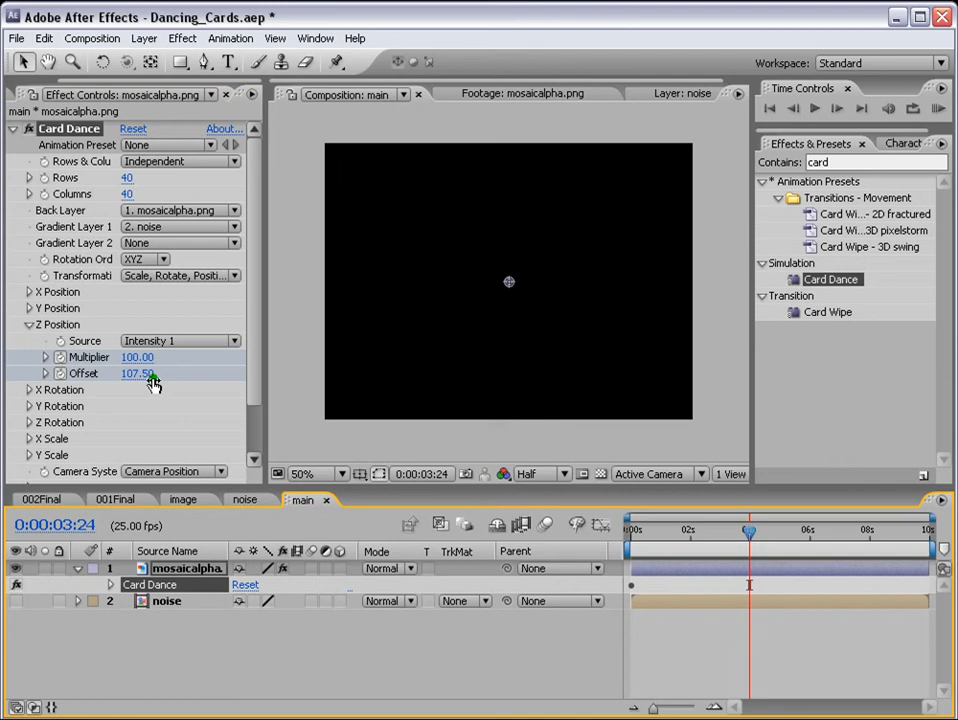 Adobe After Effects - Dancing_Cards.aep *
File Edit Composition Layer Effect Animation View Window Help
Workspace: Standard
Effect Controls: mosaicalpha.png
main * mosaicalpha.png
Card Dance Reset About...
Animation Preset None
Rows & Colu Independent
Rows 40
Columns 40
Back Layer 1. mosaicalpha.png
Gradient Layer 1 2. noise
Gradient Layer 2 None
Rotation Ord XYZ
Transformati Scale, Rotate, Positi...
X Position
Y Position
Z Position
Source Intensity 1
Multiplier 100.00
Offset 107.50
X Rotation
Y Rotation
Z Rotation
X Scale
Y Scale
Camera Syste Camera Position
Composition: main Footage: mosaicalpha.png Layer: noise
50% 0:00:03:24 Half Active Camera 1 View
Time Controls
Effects & Presets Charact
Contains: card
* Animation Presets
Transitions - Movement
Card Wi...- 2D fractured
Card Wi...3D pixelstorm
Card Wipe - 3D swing
Simulation
Card Dance
Transition
Card Wipe
002Final 001Final image noise main
0:00:03:24 (25.00 fps)
:00s 02s 06s 08s 10s
# Source Name Mode T TrkMat Parent
1 mosaicalpha. Normal None
Card Dance Reset
2 noise Normal None None